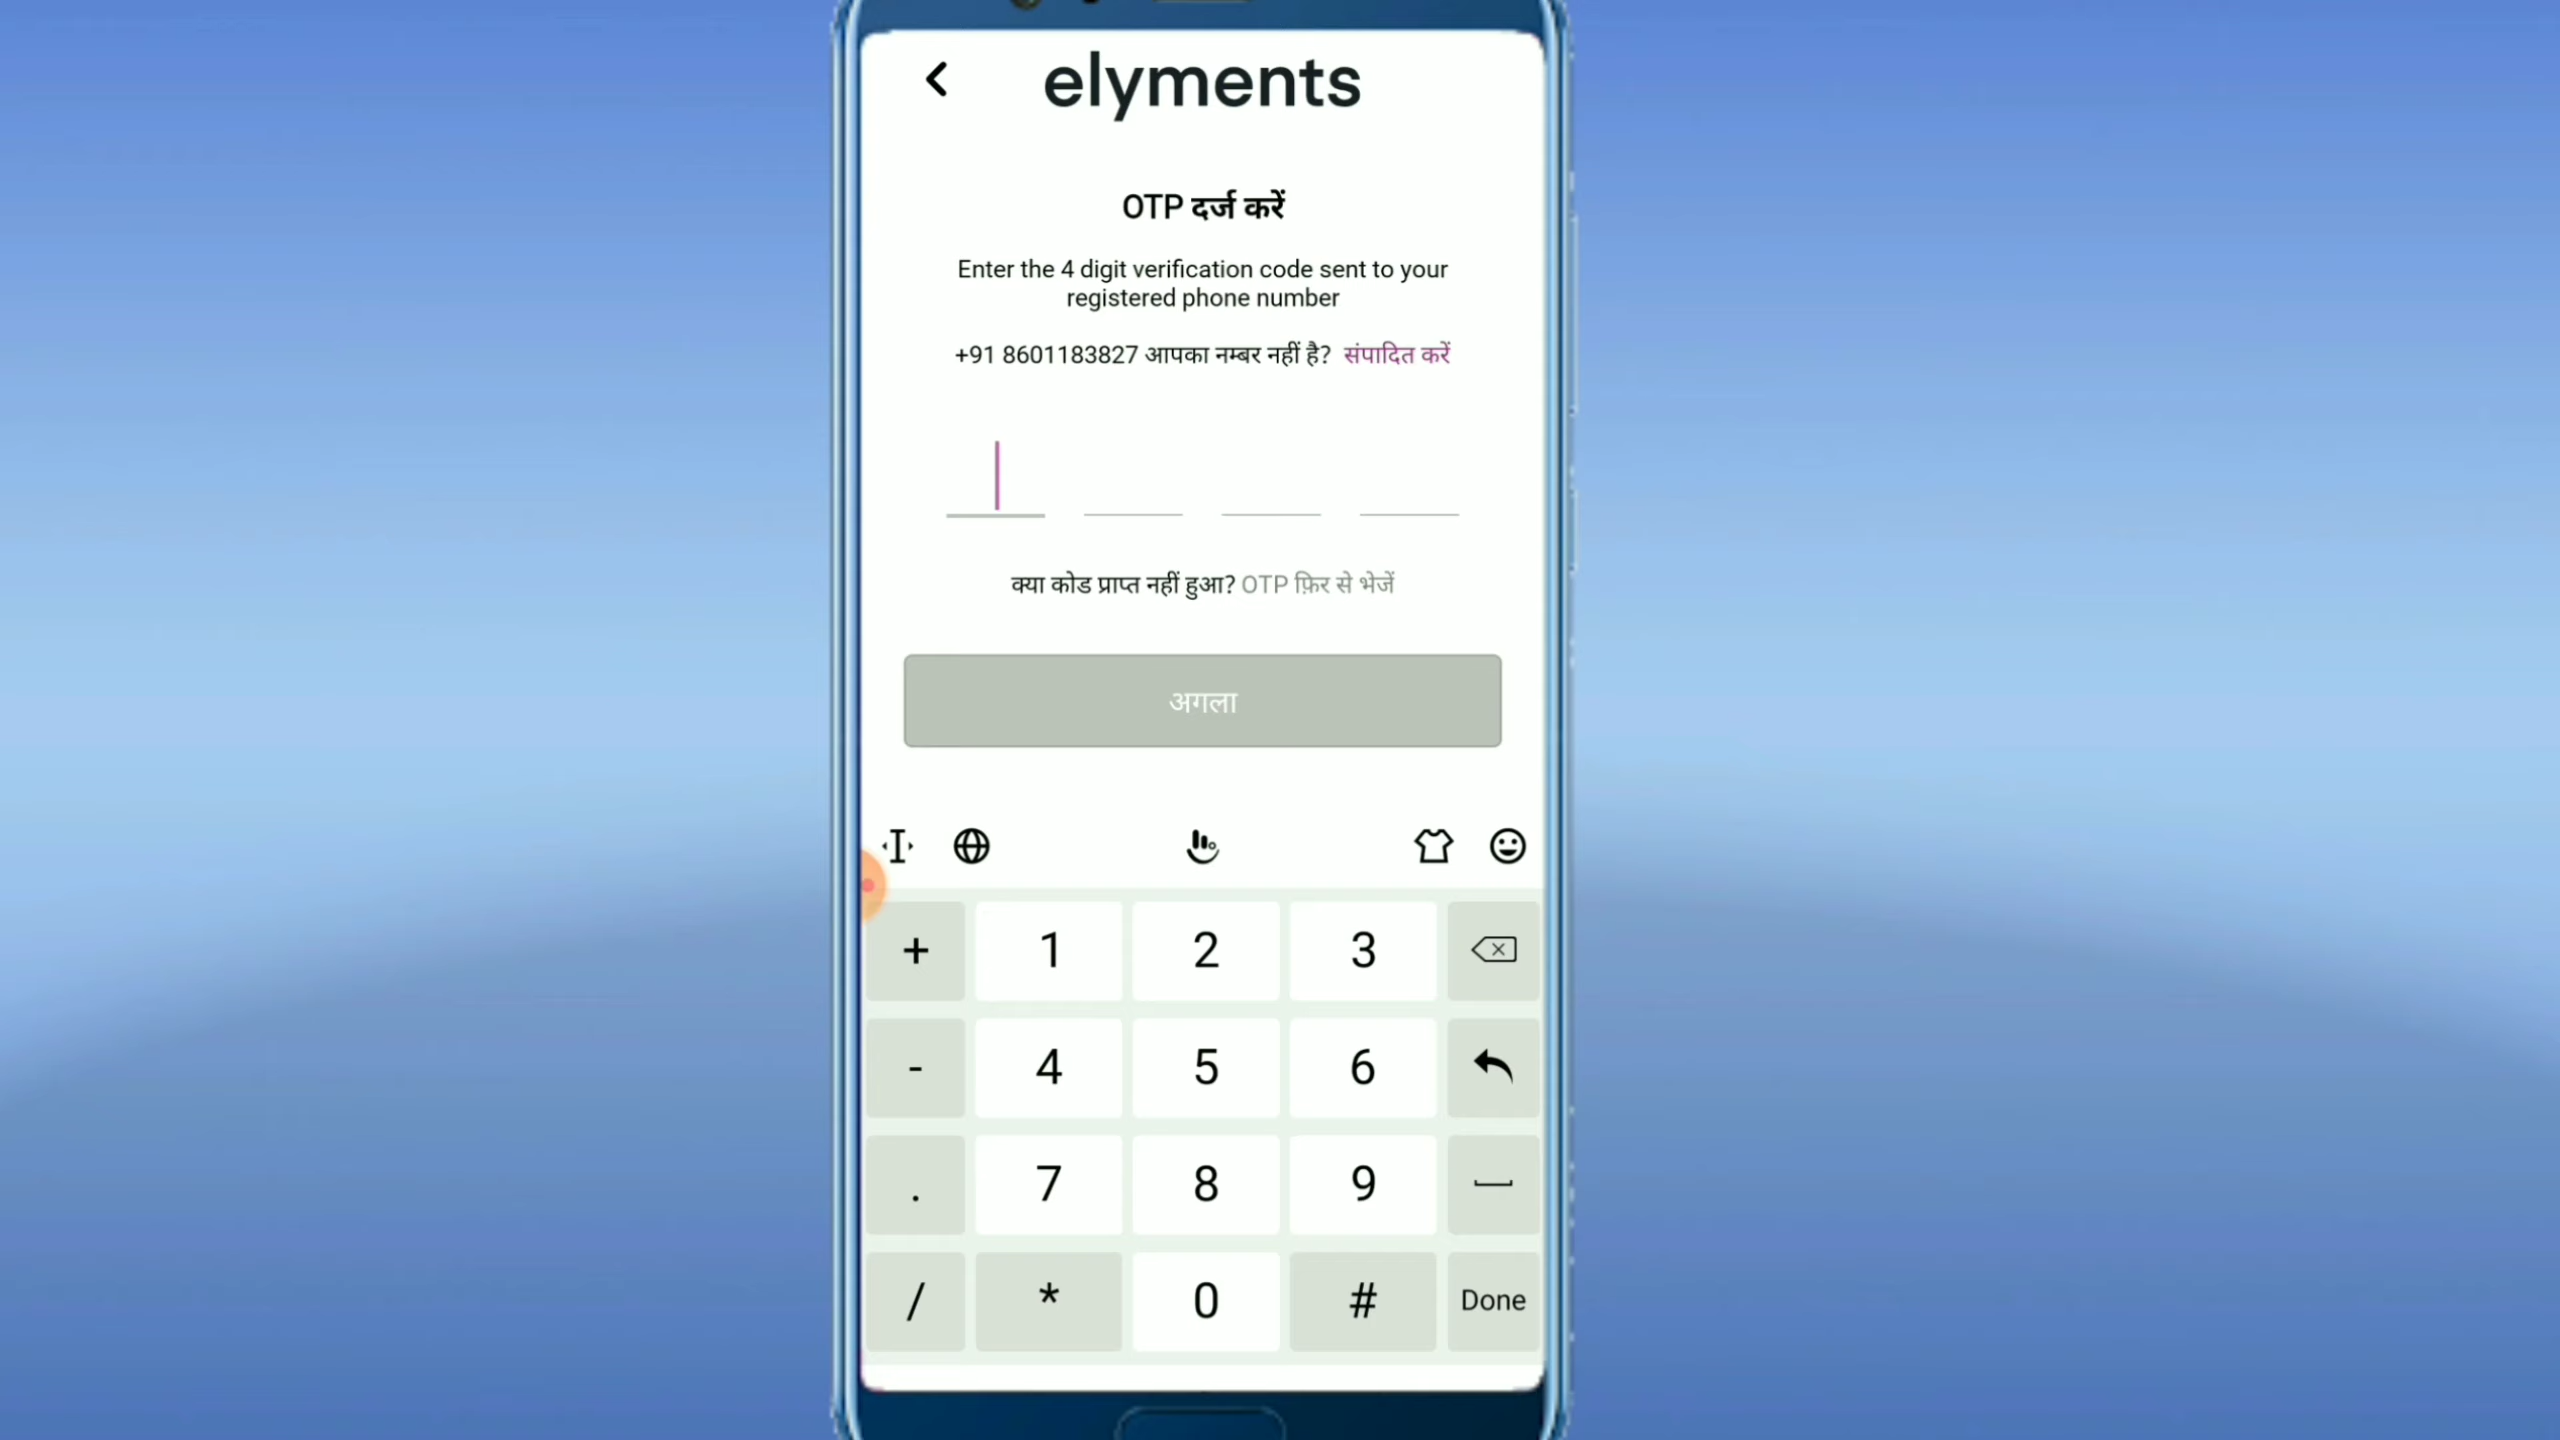 elyments
OTP दर्ज करें
Enter the 4 digit verification code sent to your
registered phone number
+91 8601183827 आपका नम्बर नहीं है? संपादित करें
क्या कोड प्राप्त नहीं हुआ? OTP फ़िर से भेजें
अगला
+ 1 2 3
- 4 5 6
. 7 8 9
/ * 0 # Done